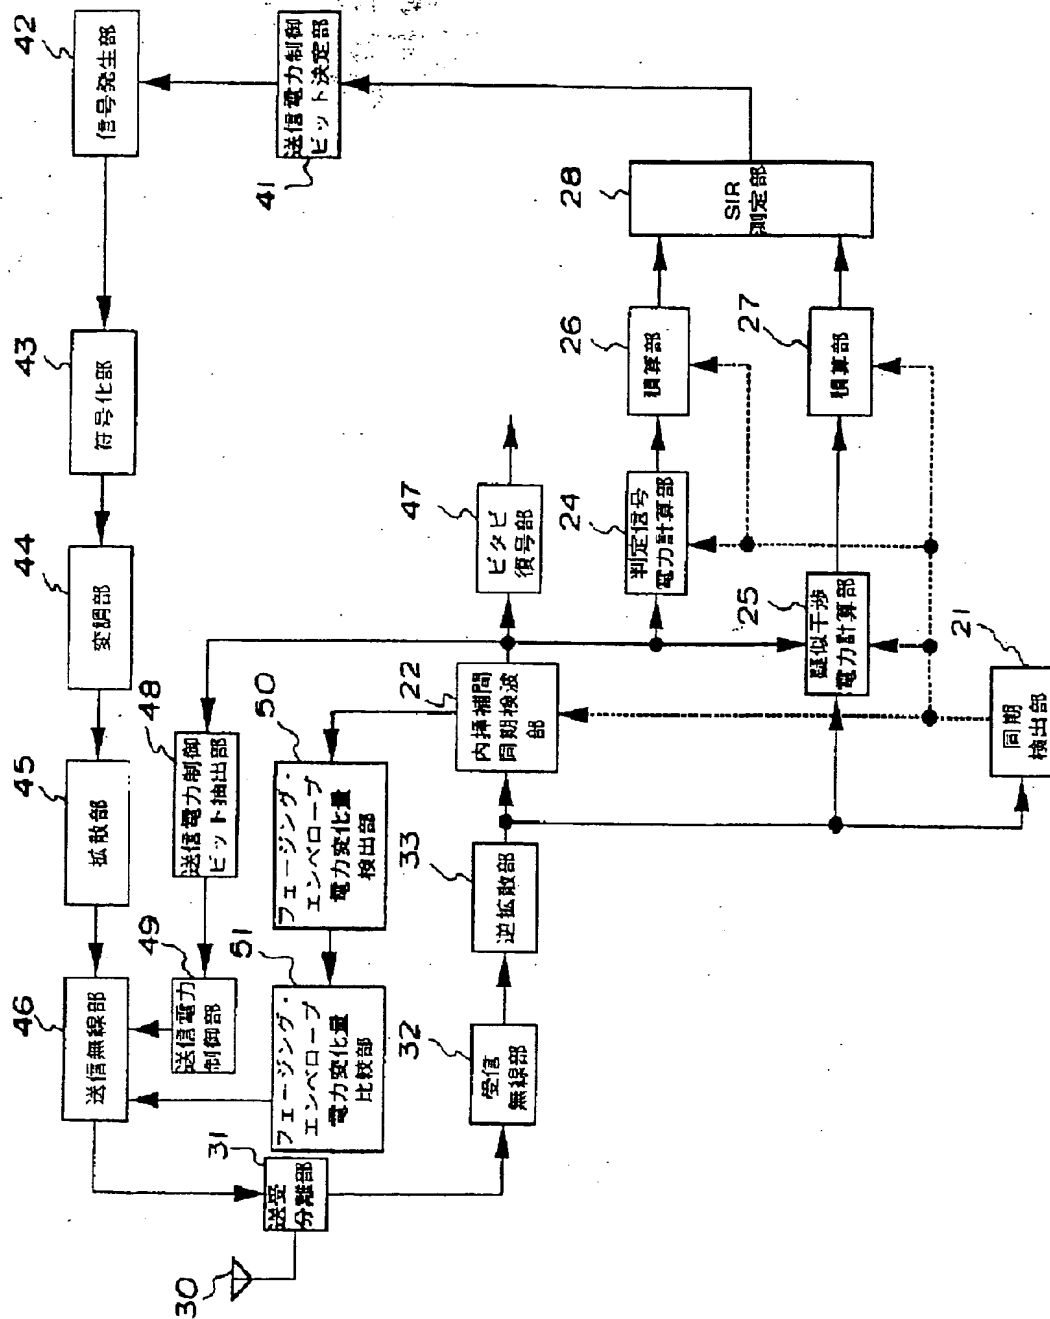 42
信号発生部
送信電力制御
ビット決定部
41
43
符号化部
44
変調部
45
拡散部
46
送信無線部
48
送信電力制御
ビット抽出部
49
送信電力
制御部
50
フェージング・
エンベロープ
電力変化量
検出部
51
フェージング・
エンベロープ
電力変化量
比較部
31
送受
分離部
30
32
受信
無線部
33
逆拡散部
22
内挿補間
同期検波
部
47
ビタビ
復号部
24
判定信号
電力計算部
25
疑似干渉
電力計算部
21
同期
検出部
26
積算部
27
積算部
28
SIR
測定部